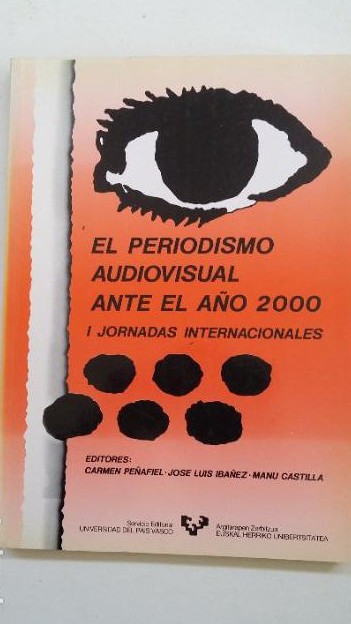 EL PERIODISMO
AUDIOVISUAL
ANTE EL AÑO 2000
I JORNADAS INTERNACIONALES
EDITORES:
CARMEN PEÑAFIEL · JOSE LUIS IBAÑEZ · MANU CASTILLA
Servicio Editorial
UNIVERSIDAD DEL PAIS VASCO
Argitarapen Zerbitzua
EUSKAL HERRIKO UNIBERTSITATEA